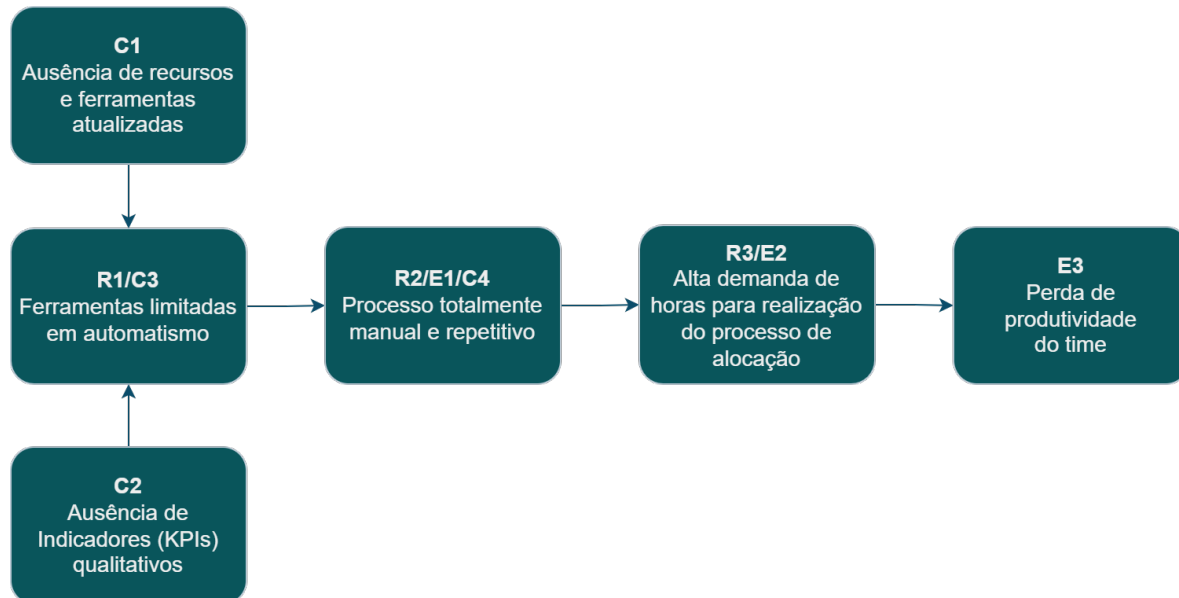 C1
Ausência de recursos
e ferramentas
atualizadas
R1/C3
Ferramentas limitadas
em automatismo
R2/E1/C4
Processo totalmente
manual e repetitivo
R3/E2
Alta demanda de
horas para realização
do processo de
alocação
E3
Perda de
produtividade
do time
C2
Ausência de
Indicadores (KPIs)
qualitativos